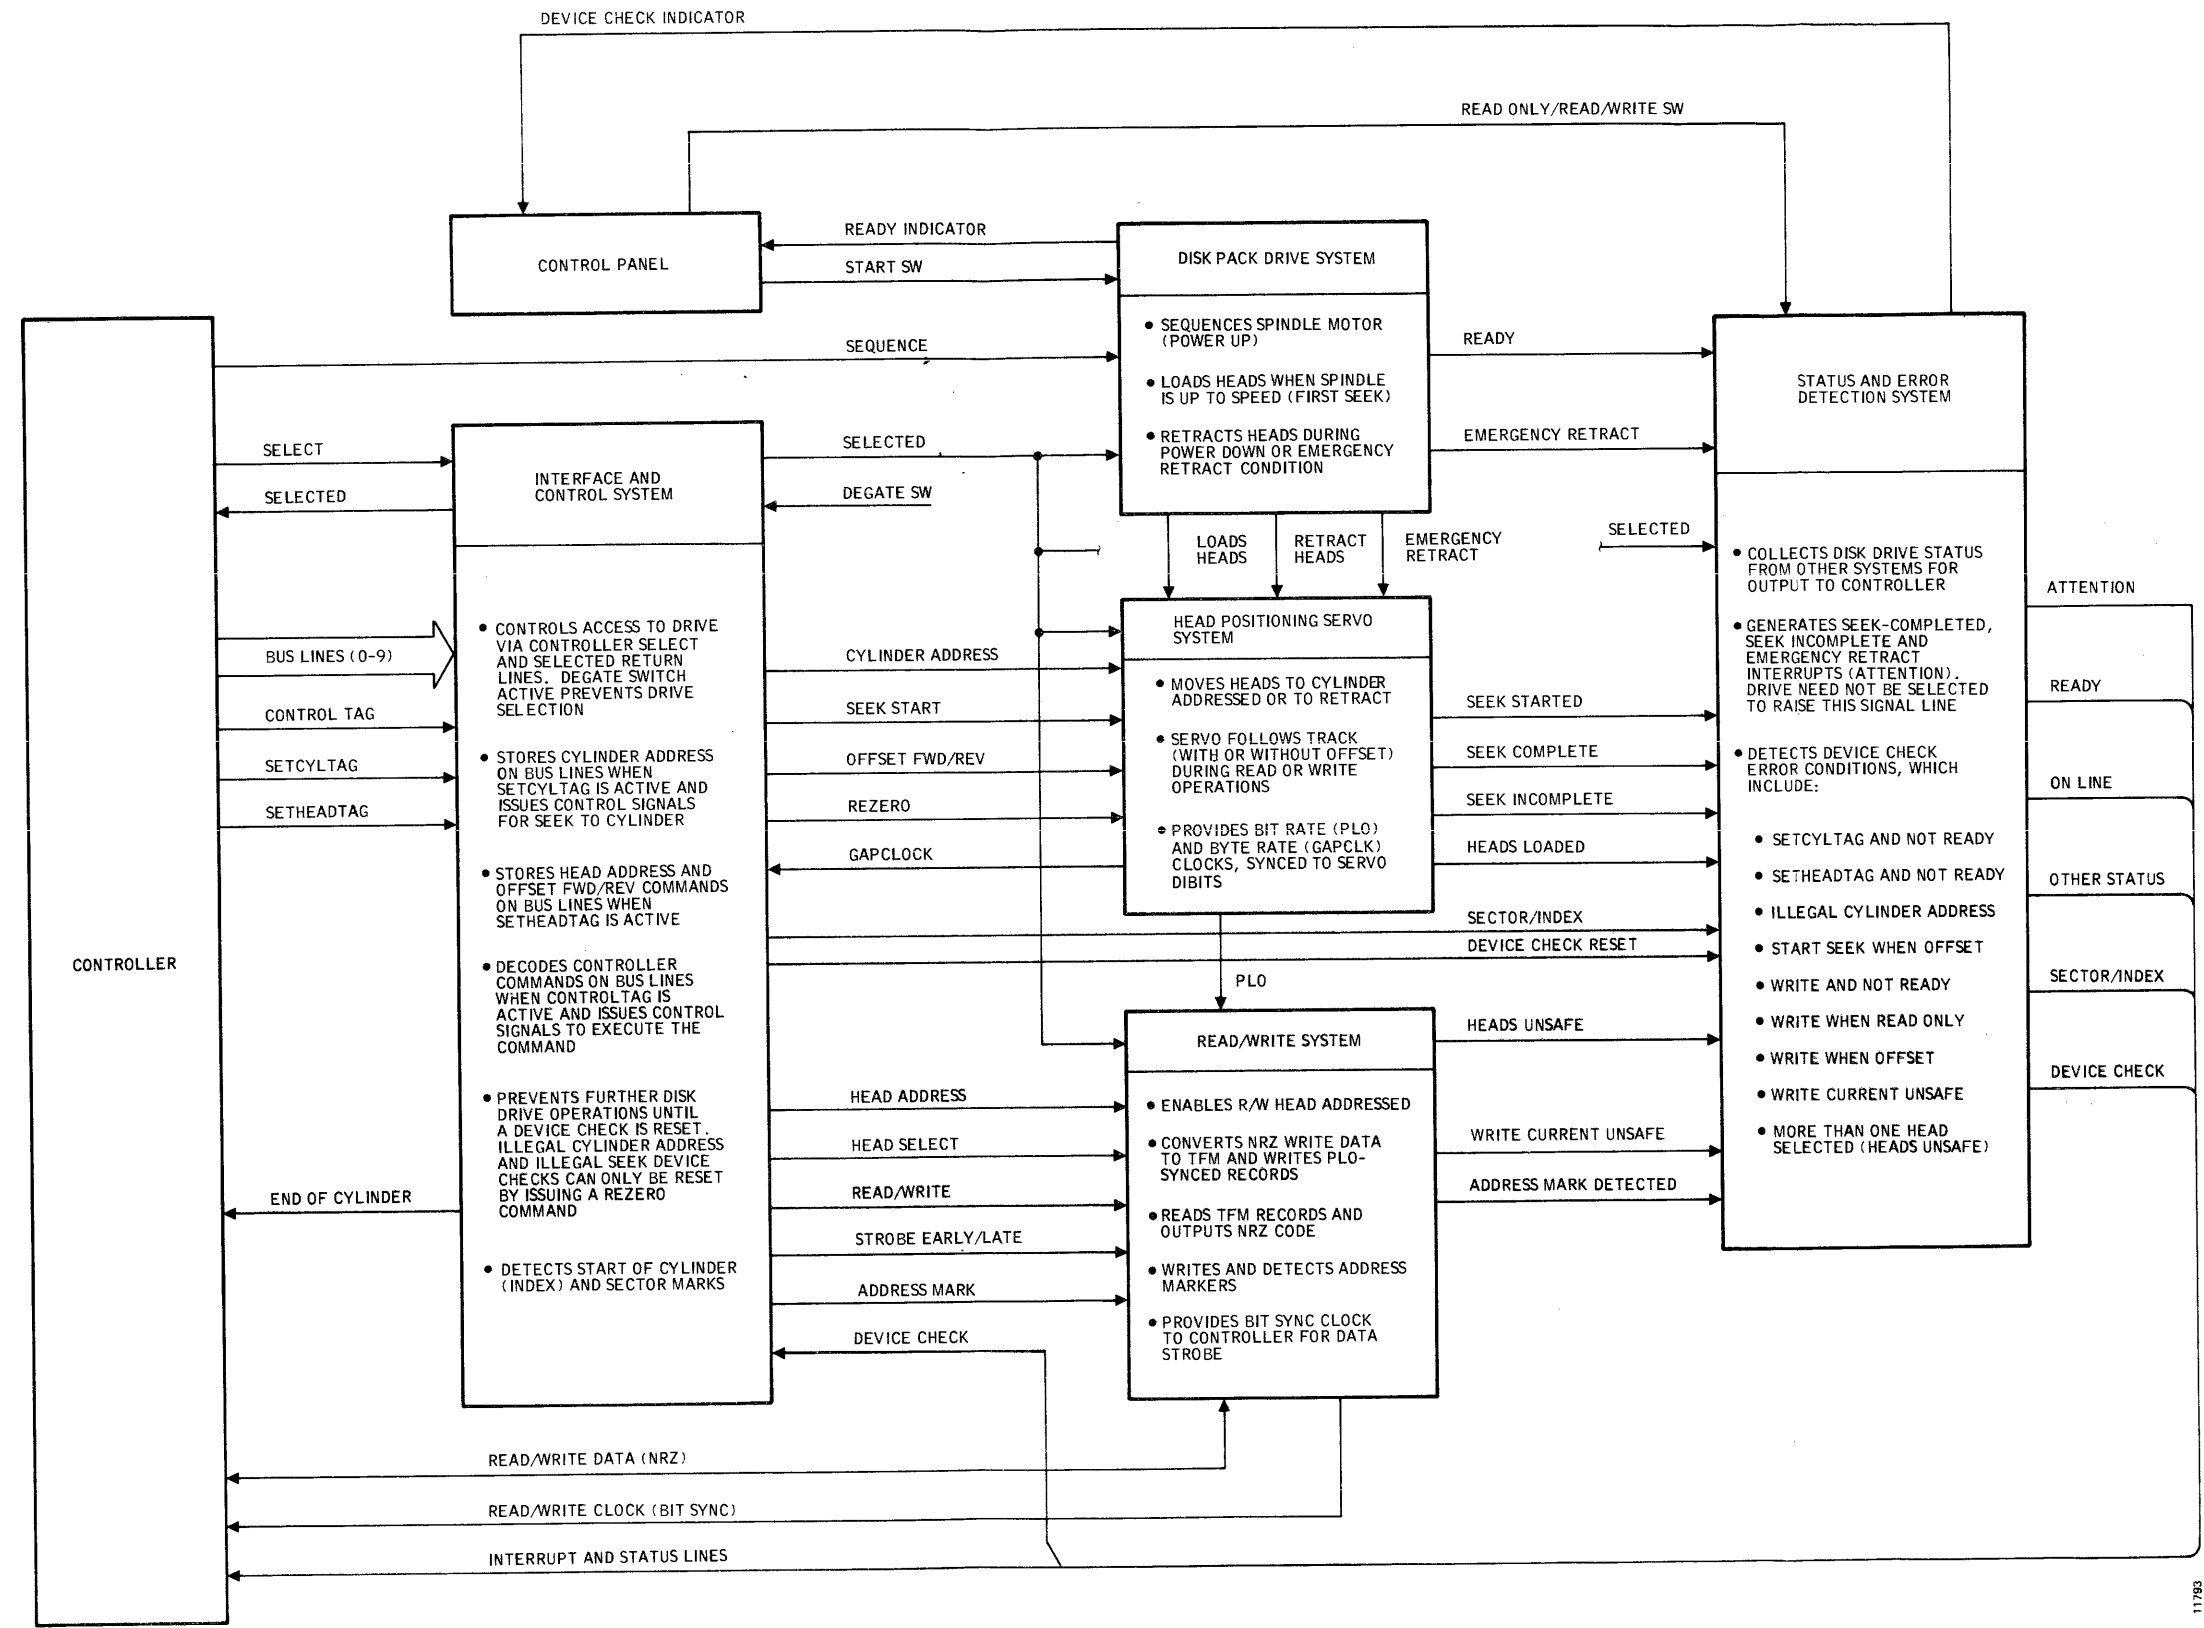 DEVICE CHECK INDICATOR
READ ONLY/READ/WRITE SW
CONTROL PANEL
READY INDICATOR
START SW
SEQUENCE
DISK PACK DRIVE SYSTEM
• SEQUENCES SPINDLE MOTOR
(POWER UP)
• LOADS HEADS WHEN SPINDLE
IS UP TO SPEED (FIRST SEEK)
• RETRACTS HEADS DURING
POWER DOWN OR EMERGENCY
RETRACT CONDITION
READY
EMERGENCY RETRACT
SELECTED
LOADS
HEADS
RETRACT
HEADS
EMERGENCY
RETRACT
CONTROLLER
SELECT
SELECTED
BUS LINES (0-9)
CONTROL TAG
SETCYLTAG
SETHEADTAG
END OF CYLINDER
INTERFACE AND
CONTROL SYSTEM
• CONTROLS ACCESS TO DRIVE
VIA CONTROLLER SELECT
AND SELECTED RETURN
LINES. DEGATE SWITCH
ACTIVE PREVENTS DRIVE
SELECTION
• STORES CYLINDER ADDRESS
ON BUS LINES WHEN
SETCYLTAG IS ACTIVE AND
ISSUES CONTROL SIGNALS
FOR SEEK TO CYLINDER
• STORES HEAD ADDRESS AND
OFFSET FWD/REV COMMANDS
ON BUS LINES WHEN
SETHEADTAG IS ACTIVE
• DECODES CONTROLLER
COMMANDS ON BUS LINES
WHEN CONTROLTAG IS
ACTIVE AND ISSUES CONTROL
SIGNALS TO EXECUTE THE
COMMAND
• PREVENTS FURTHER DISK
DRIVE OPERATIONS UNTIL
A DEVICE CHECK IS RESET.
ILLEGAL CYLINDER ADDRESS
AND ILLEGAL SEEK DEVICE
CHECKS CAN ONLY BE RESET
BY ISSUING A REZERO
COMMAND
• DETECTS START OF CYLINDER
(INDEX) AND SECTOR MARKS
SELECTED
DEGATE SW
CYLINDER ADDRESS
SEEK START
OFFSET FWD/REV
REZERO
GAPCLOCK
HEAD ADDRESS
HEAD SELECT
READ/WRITE
STROBE EARLY/LATE
ADDRESS MARK
DEVICE CHECK
HEAD POSITIONING SERVO
SYSTEM
• MOVES HEADS TO CYLINDER
ADDRESSED OR TO RETRACT
• SERVO FOLLOWS TRACK
(WITH OR WITHOUT OFFSET)
DURING READ OR WRITE
OPERATIONS
• PROVIDES BIT RATE (PLO)
AND BYTE RATE (GAPCLK)
CLOCKS, SYNCED TO SERVO
DIBITS
PLO
READ/WRITE SYSTEM
• ENABLES R/W HEAD ADDRESSED
• CONVERTS NRZ WRITE DATA
TO TFM AND WRITES PLO-
SYNCED RECORDS
• READS TFM RECORDS AND
OUTPUTS NRZ CODE
• WRITES AND DETECTS ADDRESS
MARKERS
• PROVIDES BIT SYNC CLOCK
TO CONTROLLER FOR DATA
STROBE
SEEK STARTED
SEEK COMPLETE
SEEK INCOMPLETE
HEADS LOADED
SECTOR/INDEX
DEVICE CHECK RESET
HEADS UNSAFE
WRITE CURRENT UNSAFE
ADDRESS MARK DETECTED
STATUS AND ERROR
DETECTION SYSTEM
• COLLECTS DISK DRIVE STATUS
FROM OTHER SYSTEMS FOR
OUTPUT TO CONTROLLER
• GENERATES SEEK-COMPLETED,
SEEK INCOMPLETE AND
EMERGENCY RETRACT
INTERRUPTS (ATTENTION).
DRIVE NEED NOT BE SELECTED
TO RAISE THIS SIGNAL LINE
• DETECTS DEVICE CHECK
ERROR CONDITIONS, WHICH
INCLUDE:
• SETCYLTAG AND NOT READY
• SETHEADTAG AND NOT READY
• ILLEGAL CYLINDER ADDRESS
• START SEEK WHEN OFFSET
• WRITE AND NOT READY
• WRITE WHEN READ ONLY
• WRITE WHEN OFFSET
• WRITE CURRENT UNSAFE
• MORE THAN ONE HEAD
SELECTED (HEADS UNSAFE)
ATTENTION
READY
ON LINE
OTHER STATUS
SECTOR/INDEX
DEVICE CHECK
READ/WRITE DATA (NRZ)
READ/WRITE CLOCK (BIT SYNC)
INTERRUPT AND STATUS LINES
11793